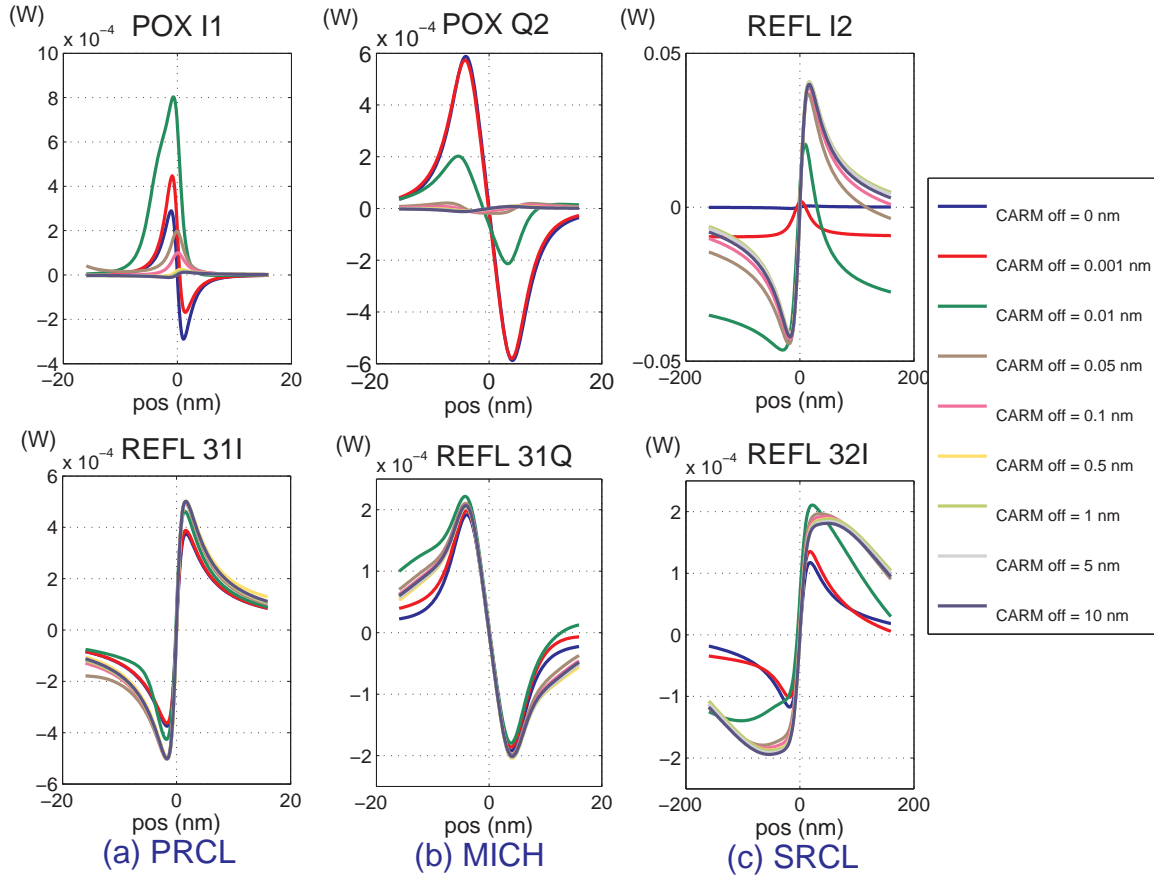 (W)
x 10−4
POX I1
10
8
6
4
2
0
−2
−4
−20
0
20
pos (nm)
(W)
x 10−4
POX Q2
6
4
2
0
−2
−4
−6
−20
0
20
pos (nm)
(W)
REFL I2
0.05
0
−0.05
−200
0
200
pos (nm)
CARM off = 0 nm
CARM off = 0.001 nm
CARM off = 0.01 nm
CARM off = 0.05 nm
CARM off = 0.1 nm
CARM off = 0.5 nm
CARM off = 1 nm
CARM off = 5 nm
CARM off = 10 nm
(W)
x 10−4
REFL 31I
6
4
2
0
−2
−4
−6
−20
0
20
pos (nm)
(a) PRCL
(W)
x 10−4
REFL 31Q
2
1
0
−1
−2
−20
0
20
pos (nm)
(b) MICH
(W)
x 10−4
REFL 32I
2
1
0
−1
−2
−200
0
200
pos (nm)
(c) SRCL